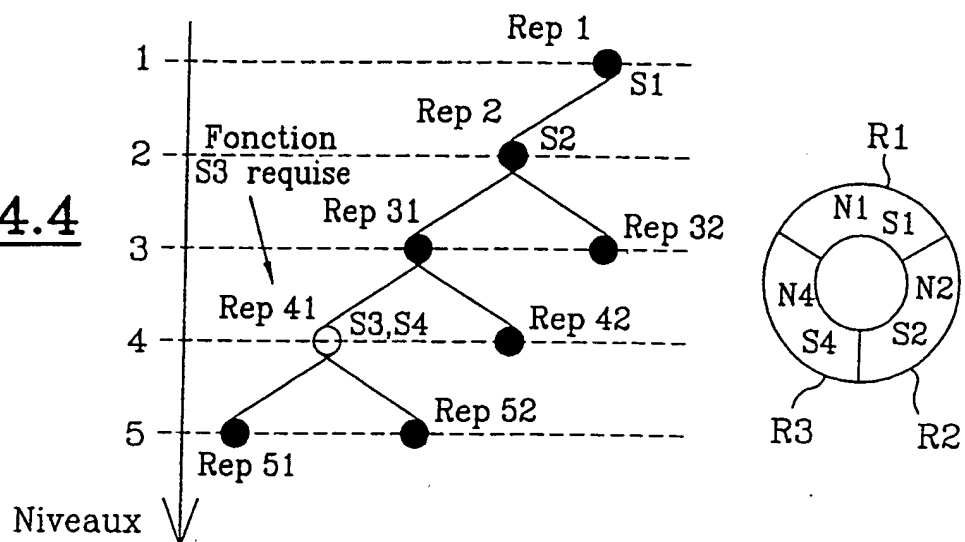 4.4
Rep 1
1
S1
Rep 2
Fonction
S3 requise
2
S2
Rep 31
Rep 32
3
Rep 41
S3,S4
Rep 42
4
Rep 52
5
Rep 51
Niveaux
R1
N1
S1
N4
N2
S4
S2
R3
R2